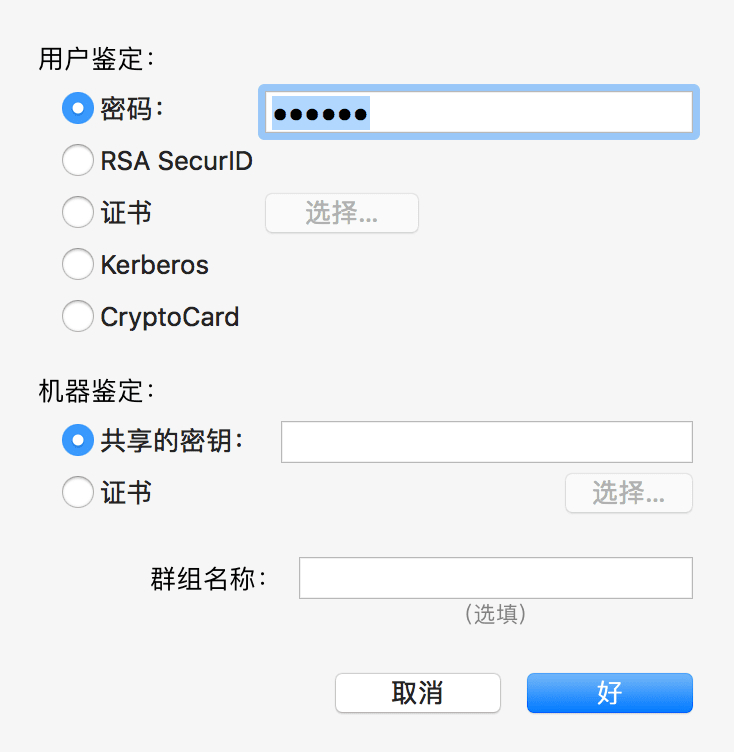 用户鉴定:
密码: ••••••
RSA SecurID
证书 选择...
Kerberos
CryptoCard
机器鉴定:
共享的密钥:
证书 选择...
群组名称:
(选填)
取消 好